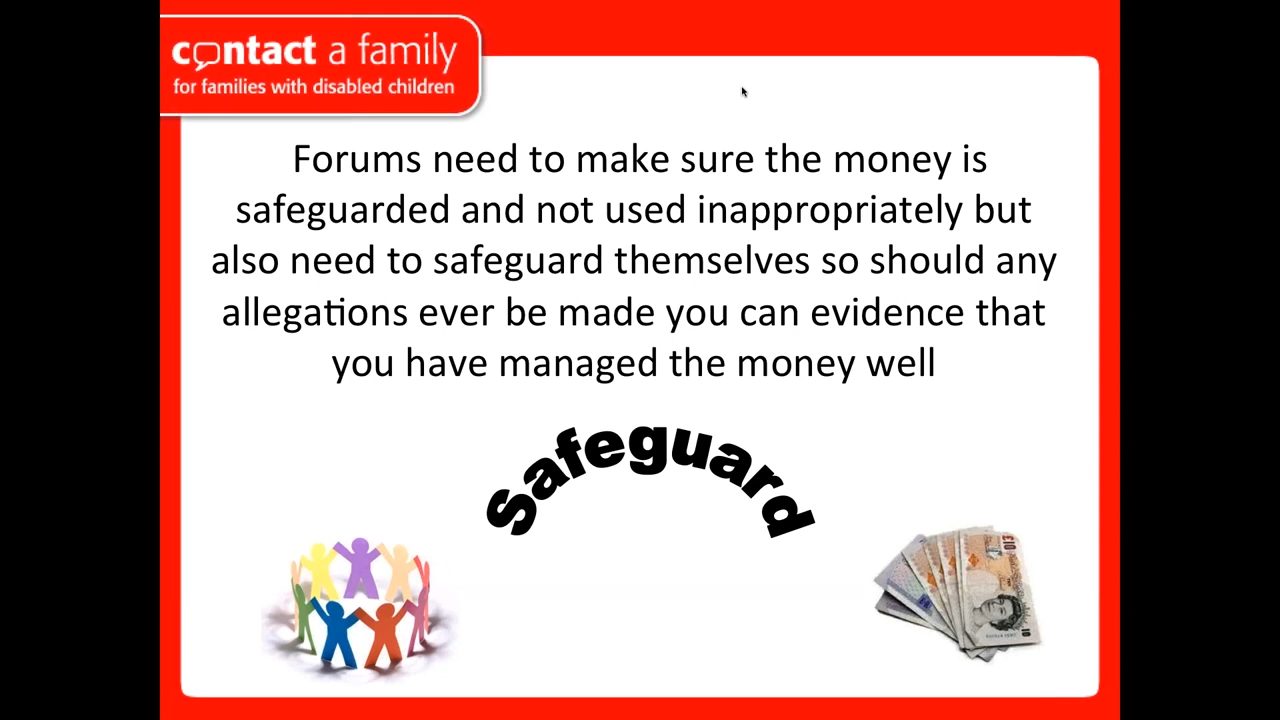 contact a family
for families with disabled children
Forums need to make sure the money is
safeguarded and not used inappropriately but
also need to safeguard themselves so should any
allegations ever be made you can evidence that
you have managed the money well
Safeguard
£10
10